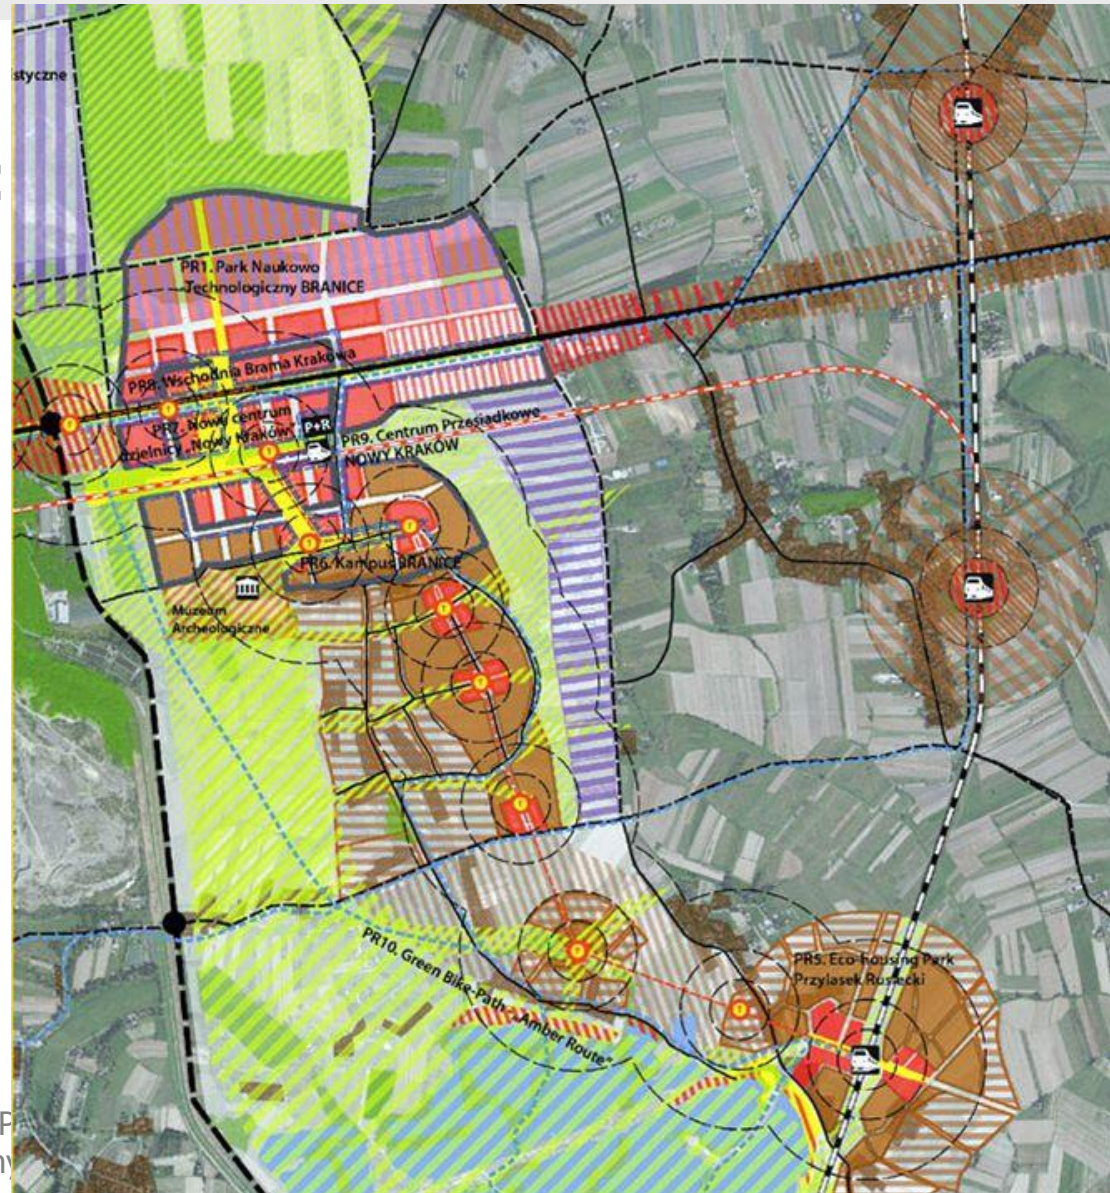 styczne
PR1. Park Naukowo
-Technologiczny BRANICE
PR8. Wschodnia Brama Krakowa
PR7. Nowe centrum
dzielnicy „Nowy Kraków"
P+R
PR9. Centrum Przesiadkowe
NOWY KRAKÓW
T
T
T
T
T
PR6. Kampus BRANICE
Muzeum
Archeologiczne
T
T
T
T
T
PR10. Green Bike-Path „Amber Route"
PR5. Eco-housing Park
Przylasek Rusiecki
P